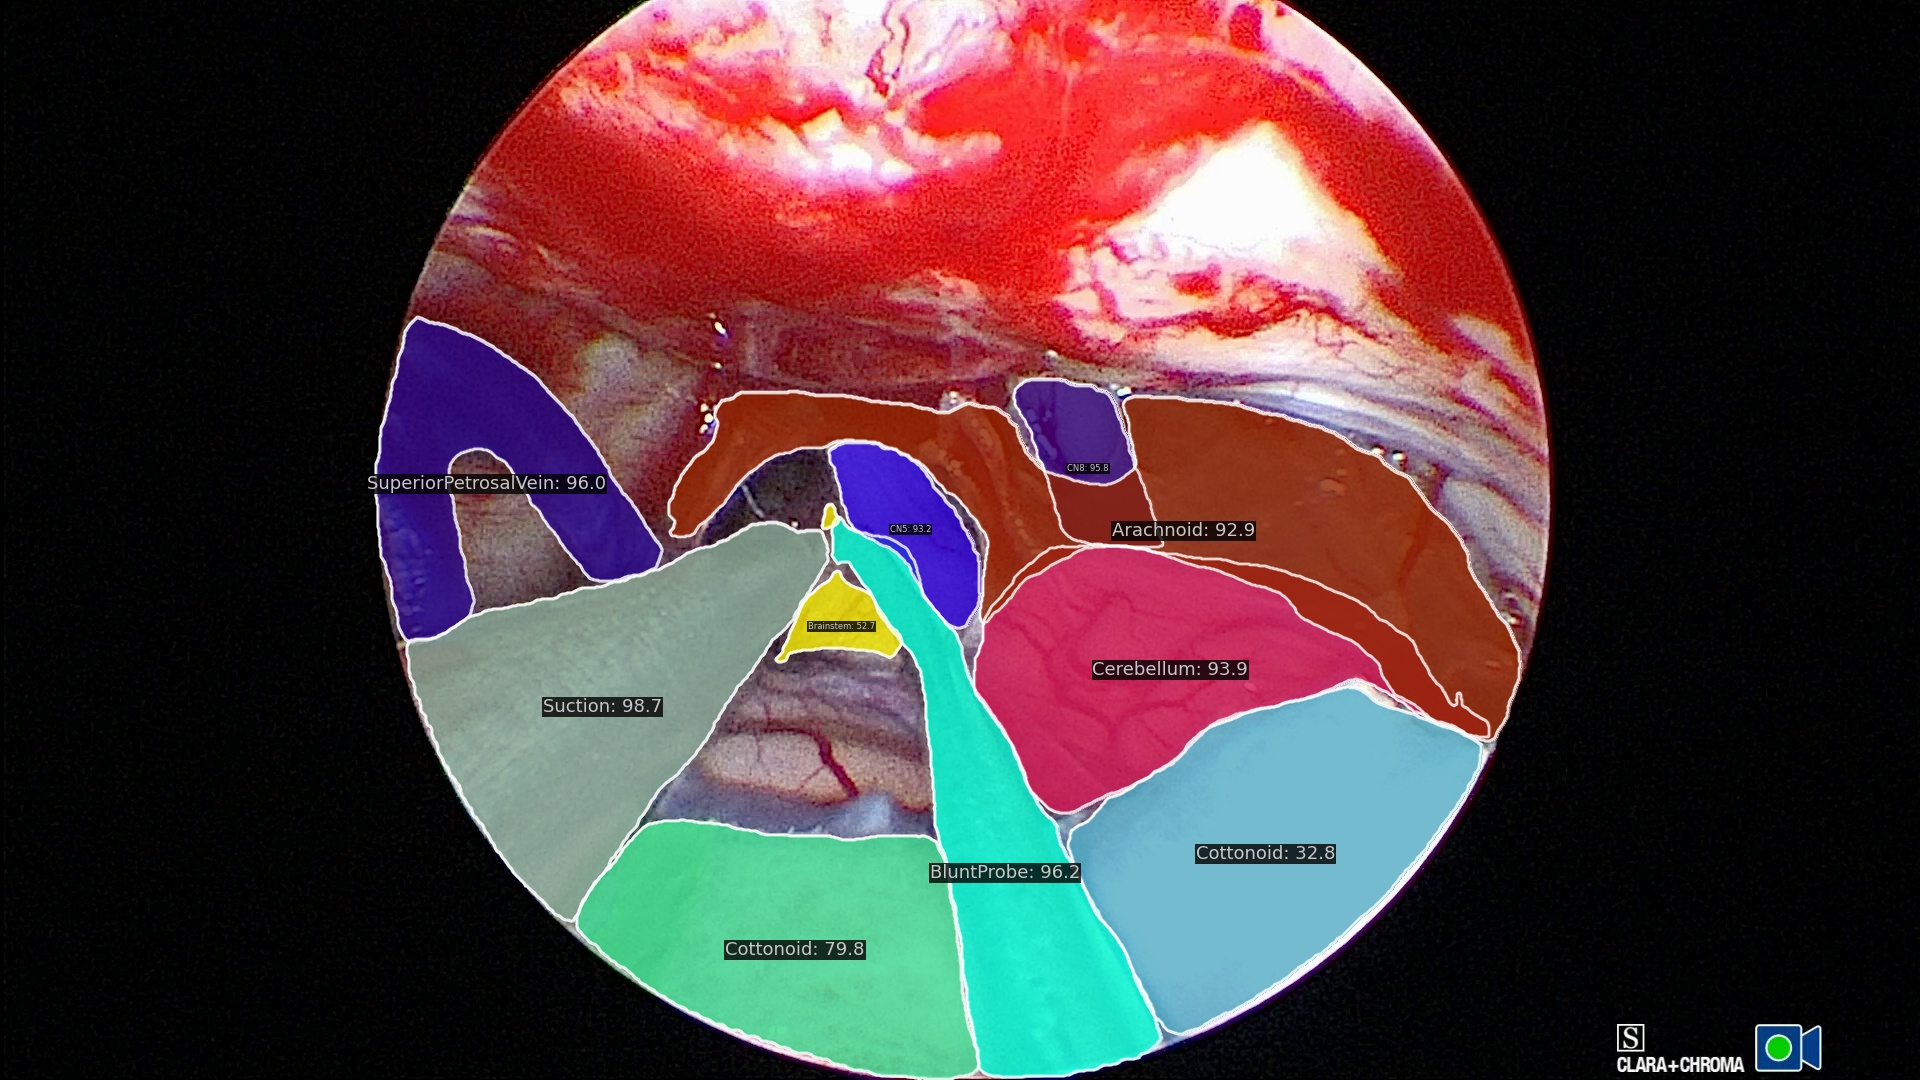 CN8: 95.8
SuperiorPetrosalVein: 96.0
CN5: 93.2
Arachnoid: 92.9
Brainstem: 52.7
Cerebellum: 93.9
Suction: 98.7
Cottonoid: 32.8
BluntProbe: 96.2
Cottonoid: 79.8
S
CLARA+CHROMA